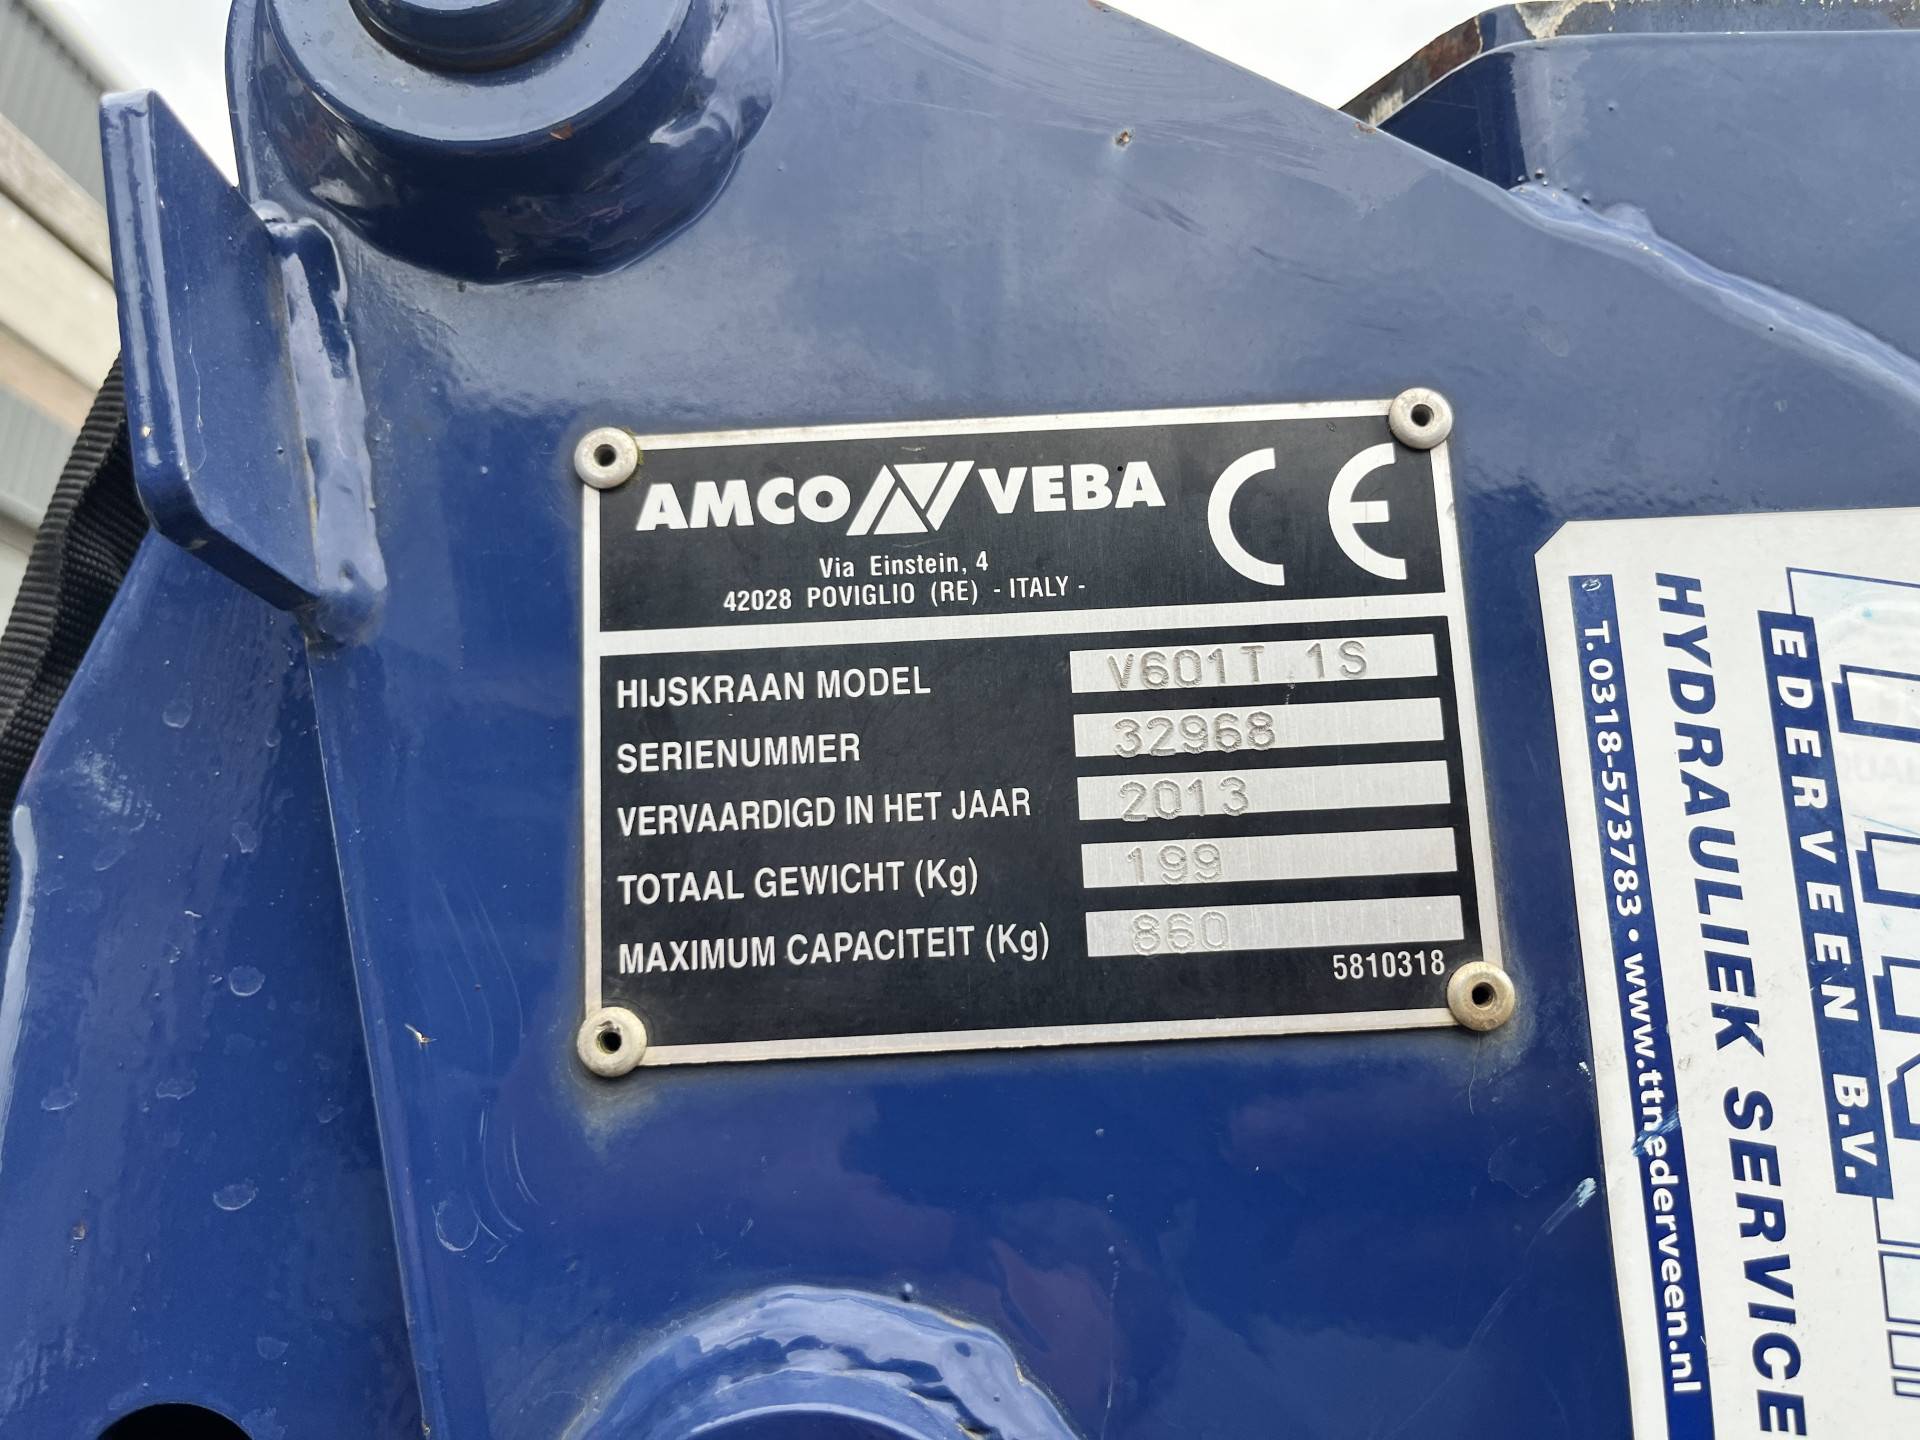 AMCO VEBA
CE
Via Einstein, 4
42028 POVIGLIO (RE) - ITALY -
HIJSKRAAN MODEL V601T 1S
SERIENUMMER 32968
VERVAARDIGD IN HET JAAR 2013
TOTAAL GEWICHT (Kg) 199
MAXIMUM CAPACITEIT (Kg) 860
5810318
EDERVEEN B.V.
HYDRAULIEK SERVICE
T.0318-573783 • www.ttnederveen.nl